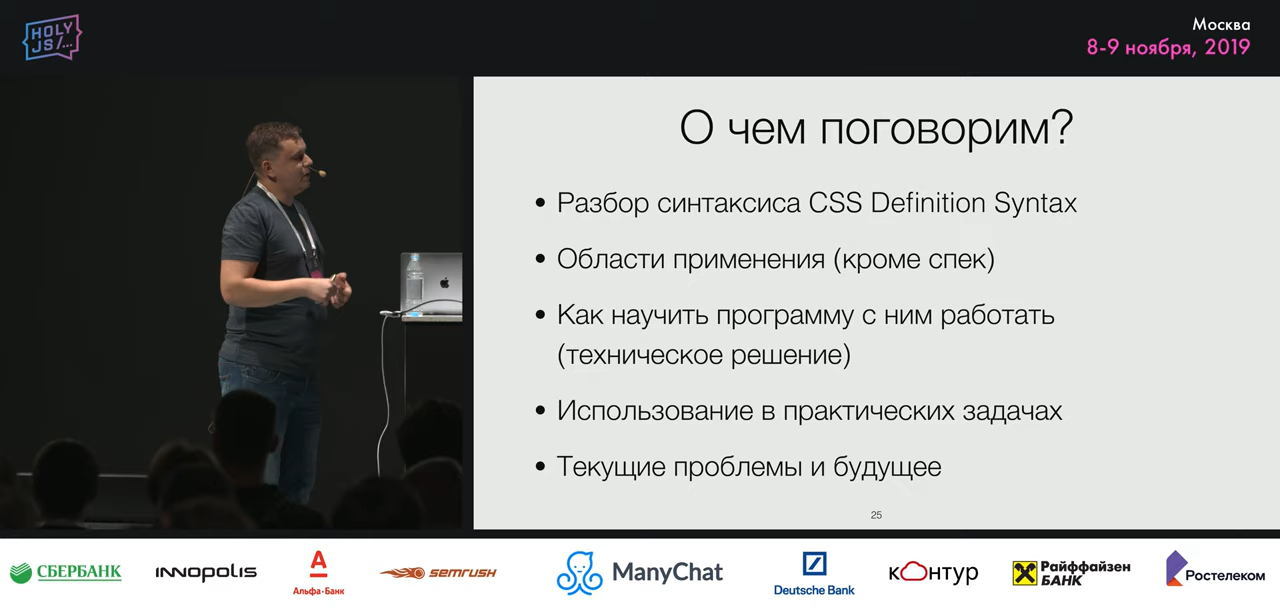 HOLY
JS/...
Москва
8-9 ноября, 2019
О чем поговорим?
• Разбор синтаксиса CSS Definition Syntax
• Области применения (кроме спек)
• Как научить программу с ним работать
(техническое решение)
• Использование в практических задачах
• Текущие проблемы и будущее
25
СБЕРБАНК
INNOPOLIS
А
Альфа·Банк
semrush
ManyChat
Deutsche Bank
контур
Райффайзен
БАНК
Ростелеком